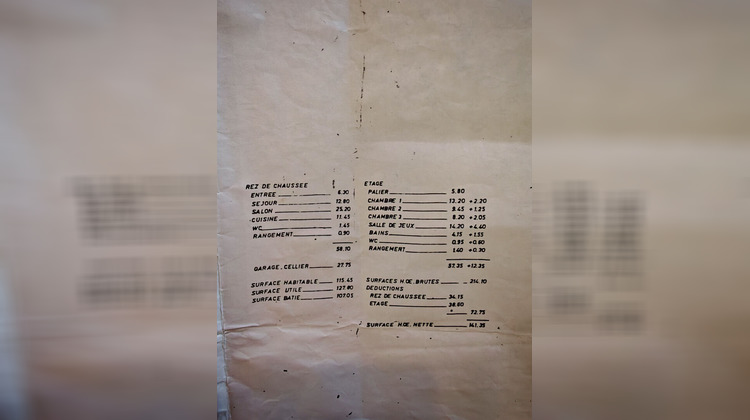 REZ DE CHAUSSEE
ENTREE 6.30
SEJOUR 12.80
SALON 25.20
CUISINE 11.45
WC 1.45
RANGEMENT 0.90
58.10
GARAGE, CELLIER 27.75
SURFACE HABITABLE 115.45
SURFACE UTILE 127.80
SURFACE BATIE 107.05
ETAGE
PALIER 5.80
CHAMBRE 1 13.20 +2.20
CHAMBRE 2 9.45 +1.25
CHAMBRE 3 8.20 +2.05
SALLE DE JEUX 14.20 +4.40
BAINS 4.15 +1.55
WC 0.95 +0.60
RANGEMENT 1.40 +0.30
57.35 +12.35
SURFACES H.OE. BRUTES 214.10
DEDUCTIONS
REZ DE CHAUSSEE 34.15
ETAGE 38.60
72.75
SURFACE H.OE. NETTE 141.35